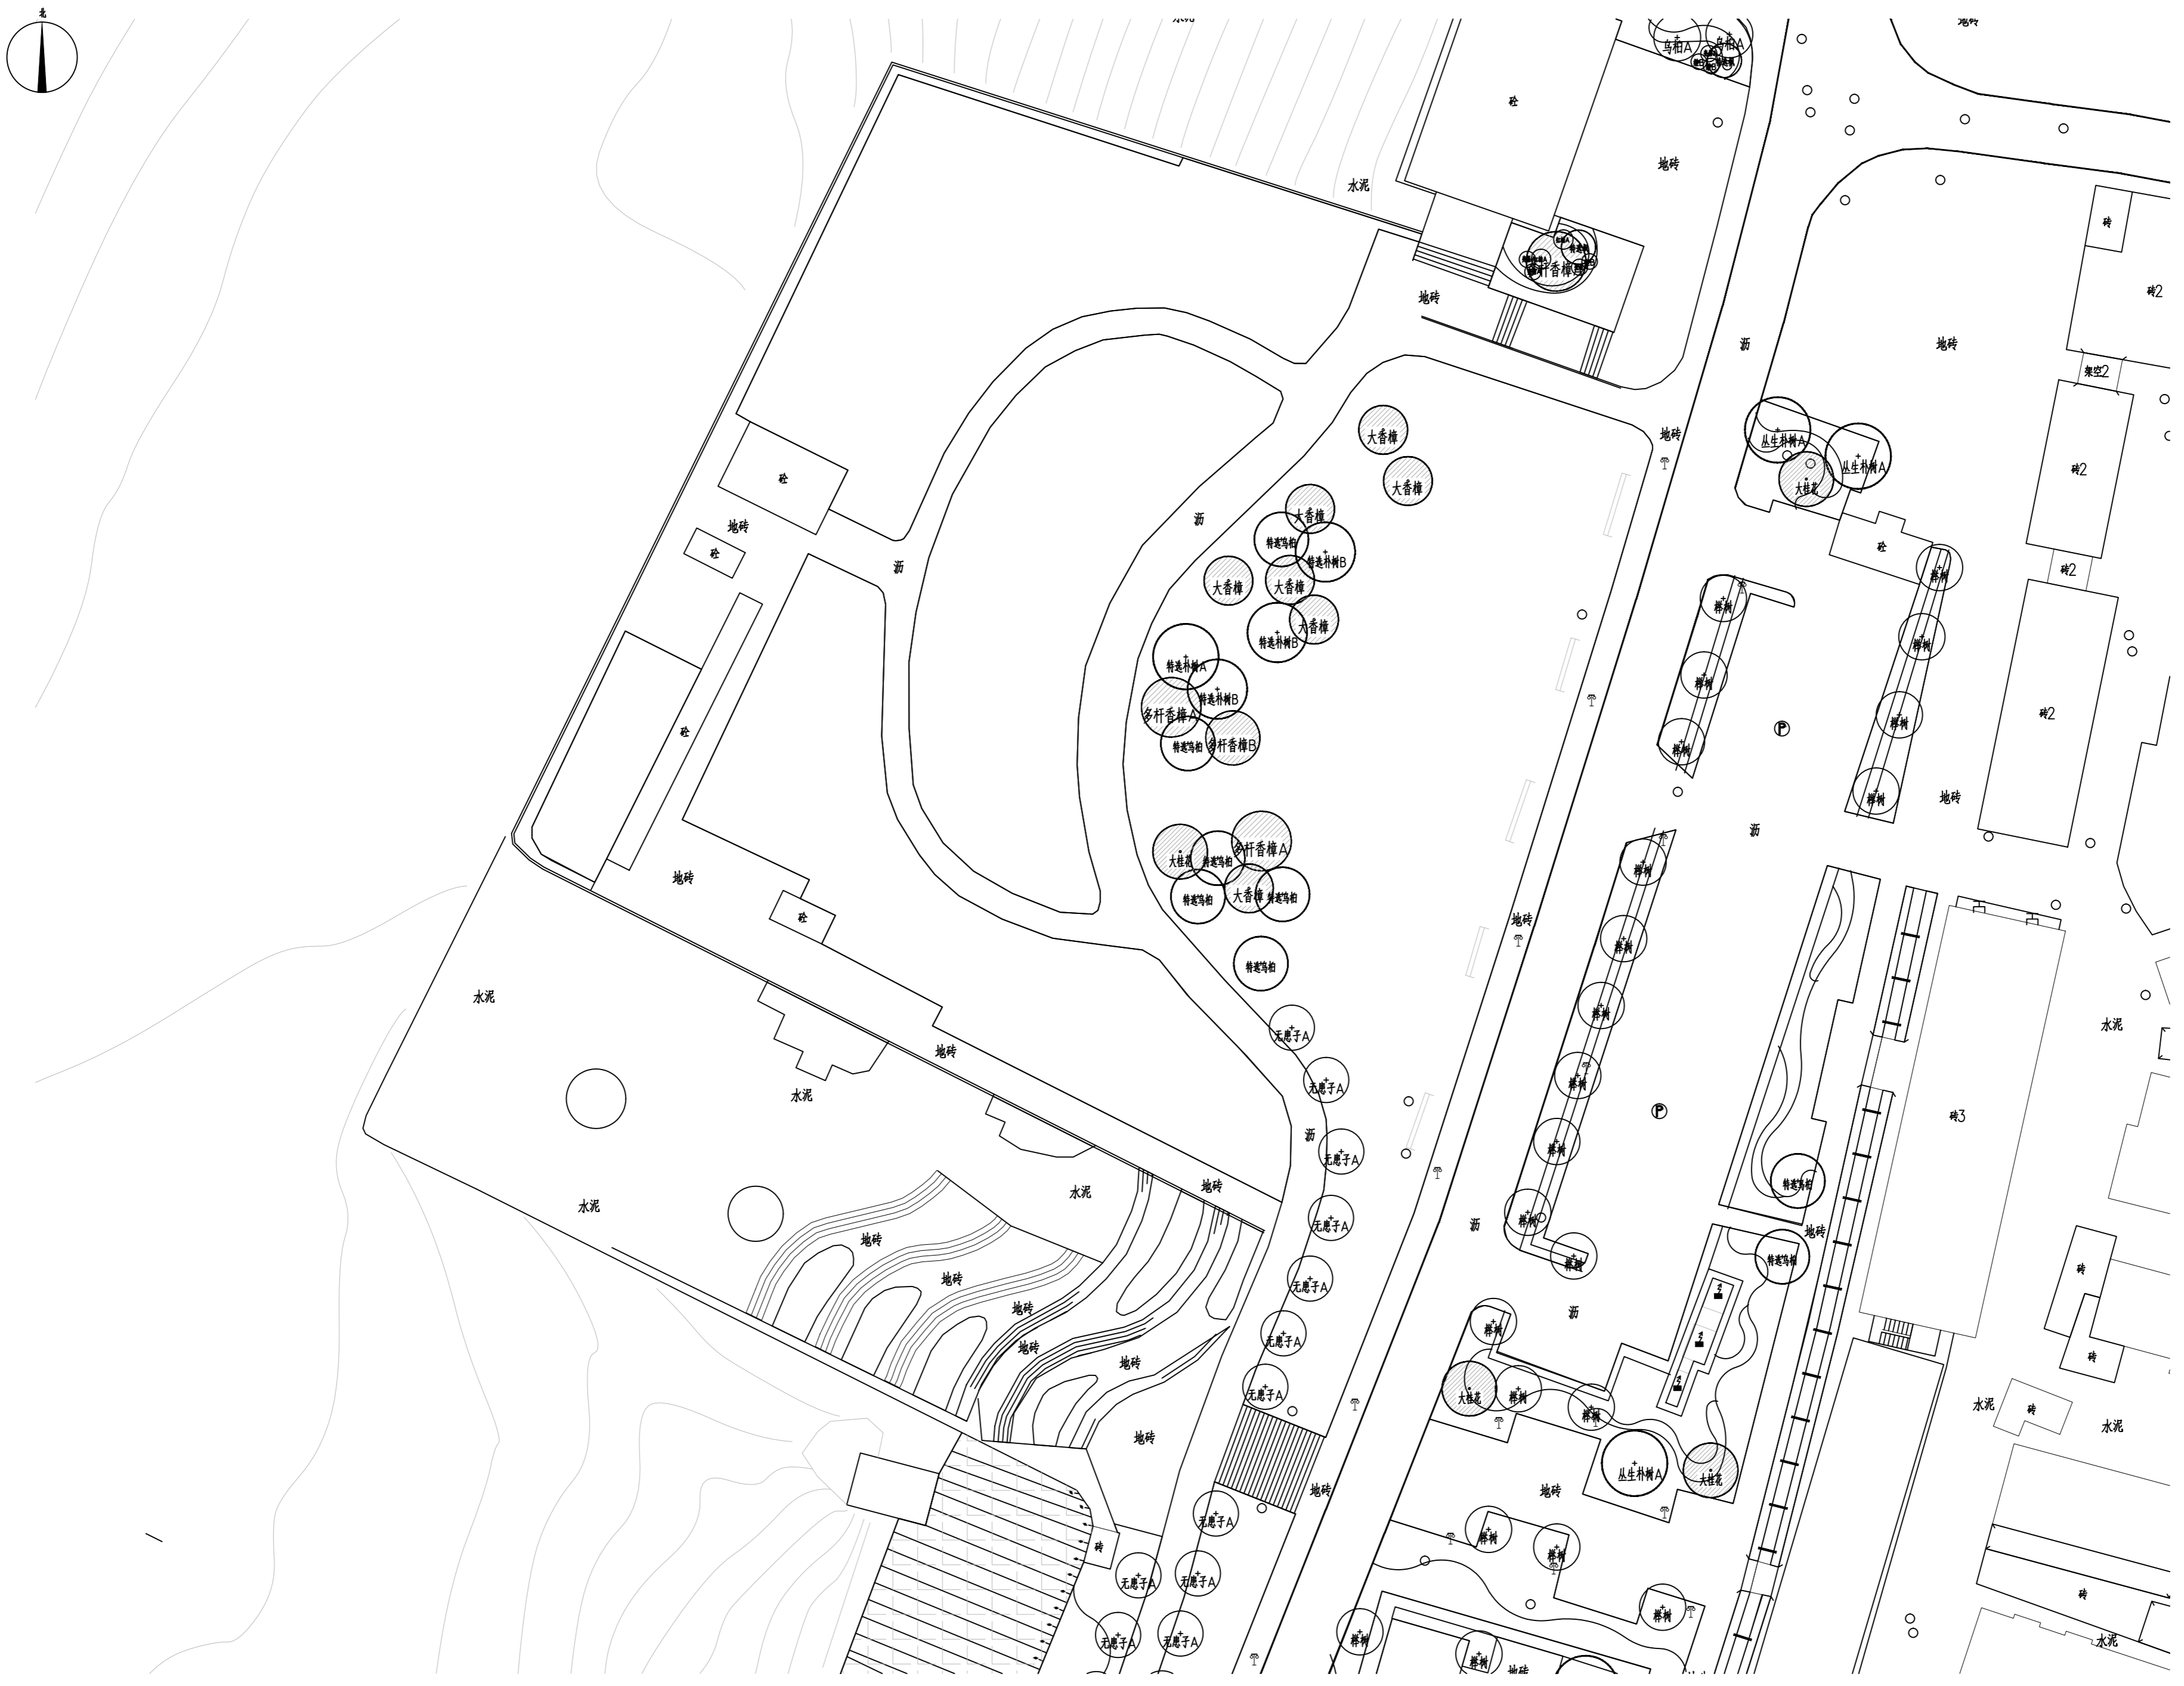 北
地砖
乌桕A
乌桕A
砼
地砖
水泥
砖
多杆香樟B
地砖
砖2
沥
地砖
架空2
大香樟
地砖
丛生朴树A
丛生朴树A
砖2
砼
大香樟
大桂花
大香樟
沥
地砖
特选乌桕
砼
砼
特选朴树B
沥
砖2
榉树
大香樟
大香樟
榉树
大香樟
特选朴树B
榉树
特选朴树A
榉树
特选朴树B
砖2
多杆香樟A
榉树
砼
特选乌桕
多杆香樟B
榉树
P
地砖
榉树
沥
多杆香樟A
大桂花
特选乌桕
榉树
地砖
大香樟
特选乌桕
特选乌桕
砼
地砖
榉树
特选乌桕
水泥
榉树
水泥
无患子A
地砖
榉树
无患子A
水泥
P
砖3
沥
榉树
无患子A
地砖
水泥
特选乌桕
水泥
榉树
无患子A
沥
地砖
地砖
特选乌桕
榉树
砖
地砖
无患子A
地砖
沥
榉树
无患子A
地砖
地砖
砖
无患子A
大桂花
榉树
水泥
砖
榉树
水泥
地砖
丛生朴树A
大桂花
地砖
地砖
无患子A
榉树
砖
榉树
无患子A
无患子A
砖
榉树
无患子A
无患子A
榉树
水泥
榉树
地砖